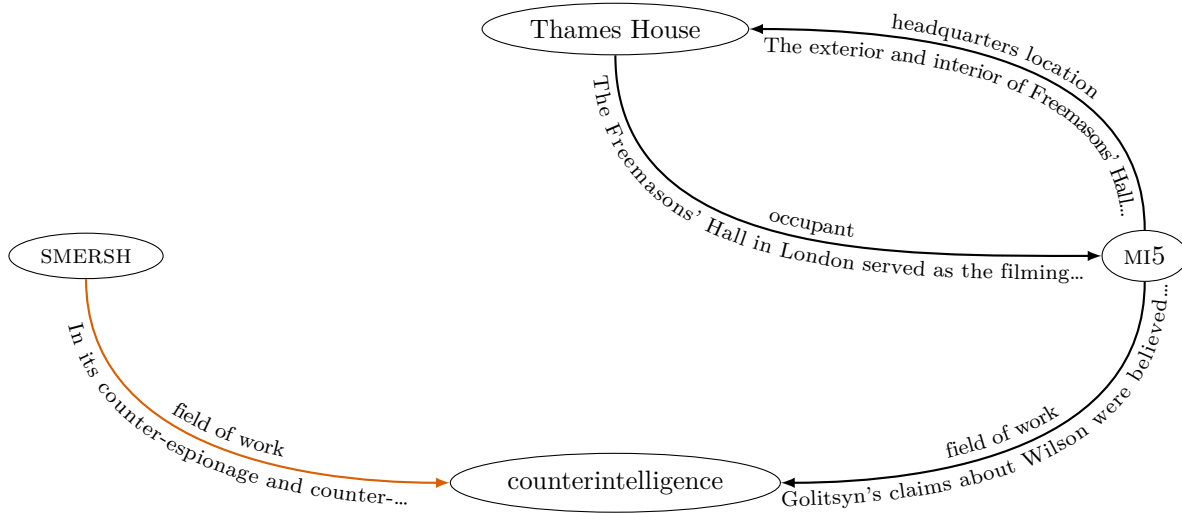 Thames House
headquarters location
The exterior and interior of Freemasons' Hall...
The Freemasons' Hall in London served as the filming...
occupant
SMERSH
MI5
In its counter-espionage and counter-...
field of work
field of work
Golitsyn's claims about Wilson were believed...
counterintelligence